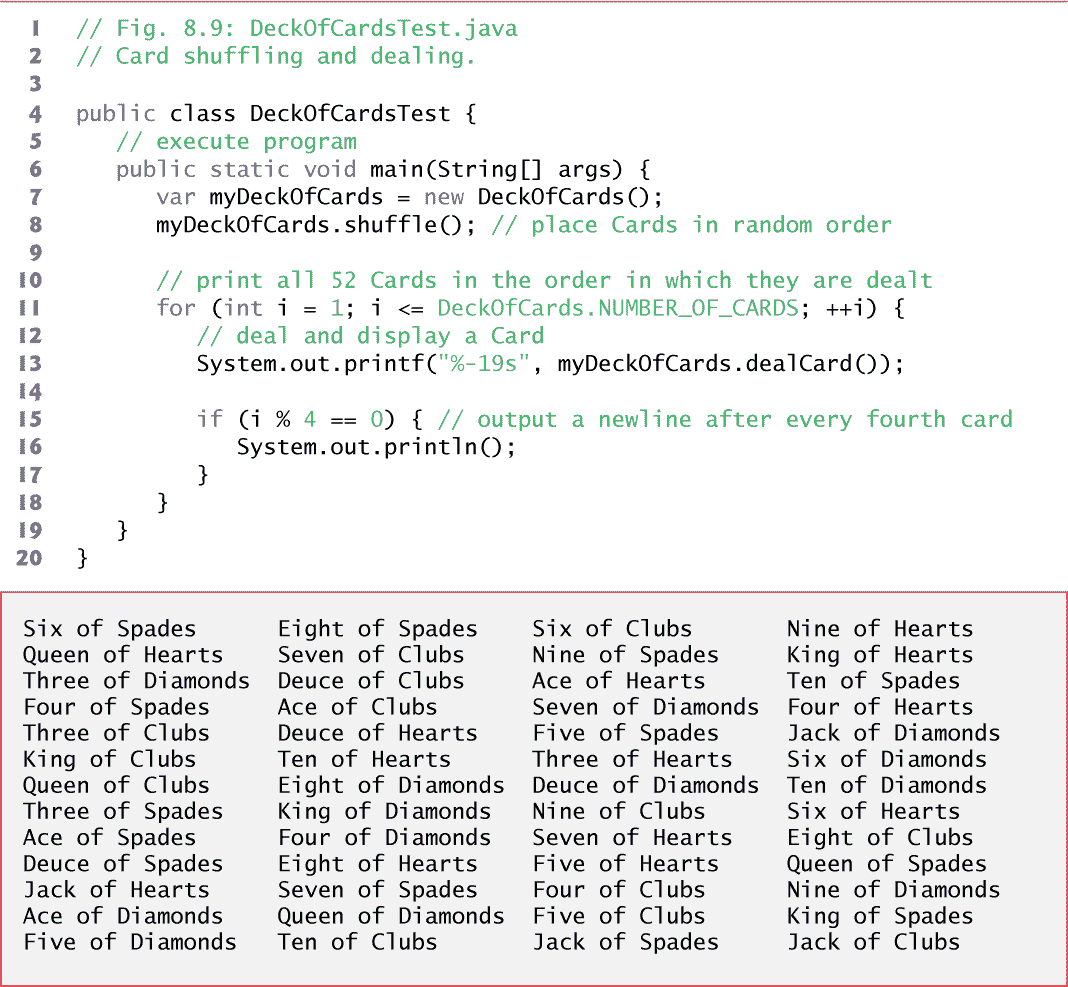 1 // Fig. 8.9: DeckOfCardsTest.java
2 // Card shuffling and dealing.
3
4 public class DeckOfCardsTest {
5    // execute program
6    public static void main(String[] args) {
7       var myDeckOfCards = new DeckOfCards();
8       myDeckOfCards.shuffle(); // place Cards in random order
9
10       // print all 52 Cards in the order in which they are dealt
11       for (int i = 1; i <= DeckOfCards.NUMBER_OF_CARDS; ++i) {
12          // deal and display a Card
13          System.out.printf("%-19s", myDeckOfCards.dealCard());
14
15          if (i % 4 == 0) { // output a newline after every fourth card
16             System.out.println();
17          }
18       }
19    }
20 }
Six of Spades      Eight of Spades    Six of Clubs       Nine of Hearts
Queen of Hearts    Seven of Clubs     Nine of Spades     King of Hearts
Three of Diamonds  Deuce of Clubs     Ace of Hearts      Ten of Spades
Four of Spades     Ace of Clubs       Seven of Diamonds  Four of Hearts
Three of Clubs     Deuce of Hearts    Five of Spades     Jack of Diamonds
King of Clubs      Ten of Hearts      Three of Hearts    Six of Diamonds
Queen of Clubs     Eight of Diamonds  Deuce of Diamonds  Ten of Diamonds
Three of Spades    King of Diamonds   Nine of Clubs      Six of Hearts
Ace of Spades      Four of Diamonds   Seven of Hearts    Eight of Clubs
Deuce of Spades    Eight of Hearts    Five of Hearts     Queen of Spades
Jack of Hearts     Seven of Spades    Four of Clubs      Nine of Diamonds
Ace of Diamonds    Queen of Diamonds  Five of Clubs      King of Spades
Five of Diamonds   Ten of Clubs       Jack of Spades     Jack of Clubs